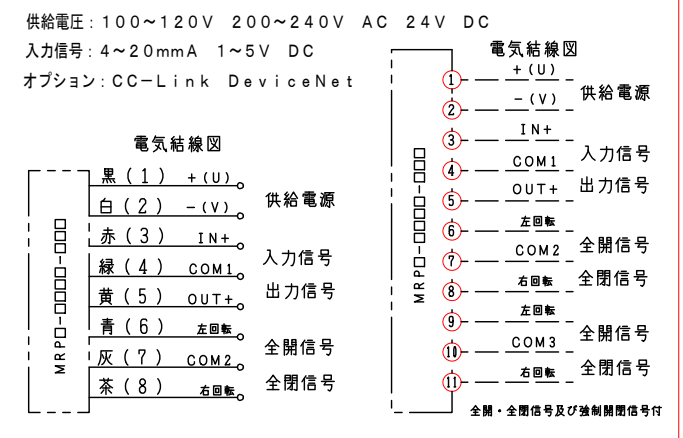 供給電圧：100～120V 200～240V AC 24V DC
入力信号：4～20mmA 1～5V DC
オプション：CC－Link DeviceNet
電気結線図
黒(1) +(U)
白(2) -(V)
供給電源
赤(3) IN+
緑(4) COM1
入力信号
黄(5) OUT+
出力信号
青(6) 左回転
灰(7) COM2
全開信号
茶(8) 右回転
全閉信号
MRP□-□□□□-□□□
電気結線図
1 +(U)
2 -(V)
供給電源
3 IN+
4 COM1
入力信号
5 OUT+
出力信号
6 左回転
7 COM2
全開信号
8 右回転
全閉信号
9 左回転
10 COM3
全開信号
11 右回転
全閉信号
MRP□-□□□□-□□□
全開・全閉信号及び強制開閉信号付